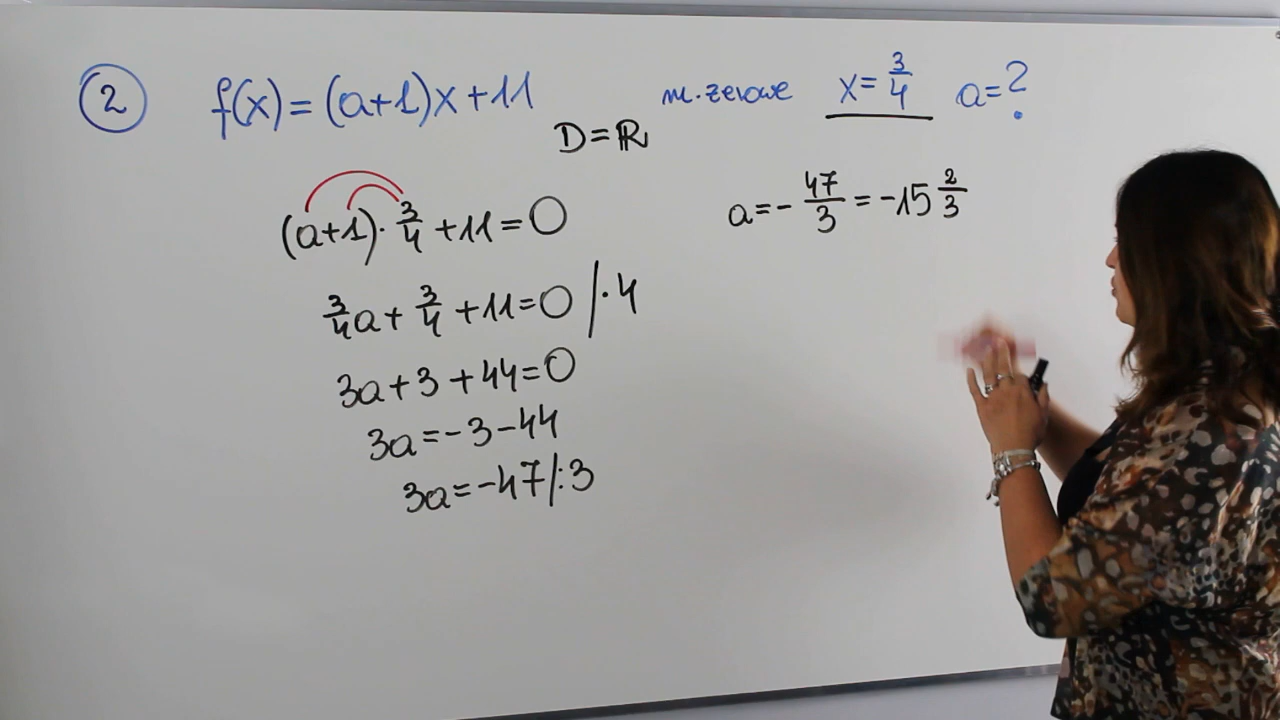 ② f(x)=(a+1)x+11 m. zerowe x=3/4 a=?
D=ℝ
(a+1)·3/4+11=0
3/4a+3/4+11=0 /·4
3a+3+44=0
3a=-3-44
3a=-47/:3
a=-47/3=-15 2/3